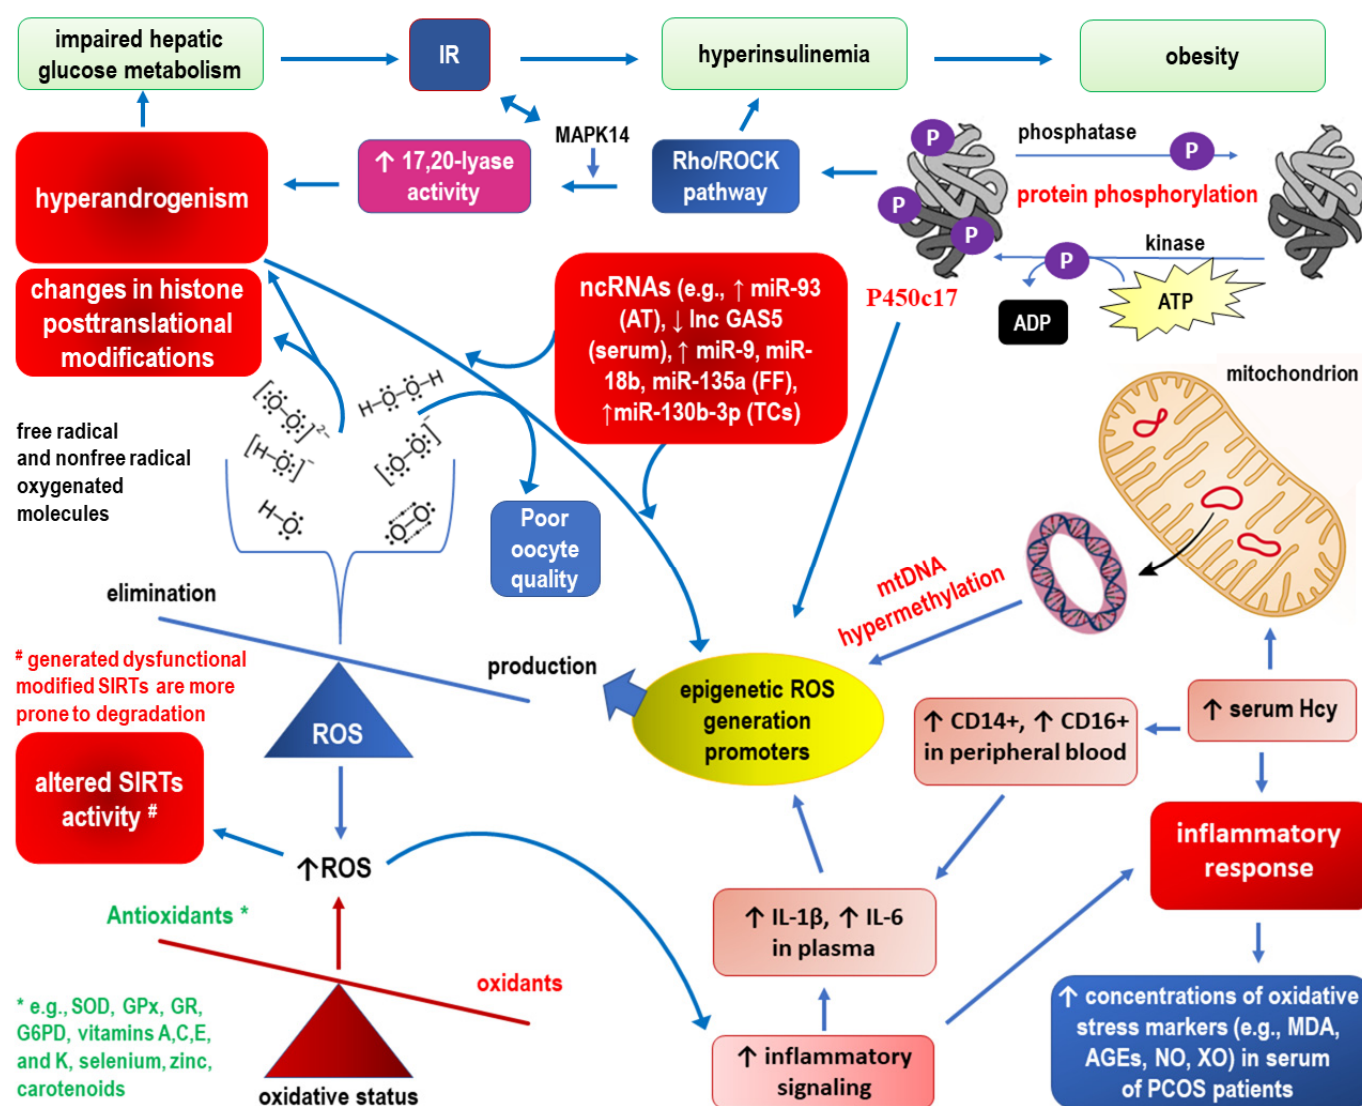 impaired hepatic
glucose metabolism
IR
hyperinsulinemia
obesity
hyperandrogenism
↑ 17,20-lyase
activity
MAPK14
Rho/ROCK
pathway
P
P
P
phosphatase
P
protein phosphorylation
kinase
P
ATP
ADP
P450c17
changes in histone
posttranslational
modifications
ncRNAs (e.g., ↑ miR-93
(AT), ↓ lnc GAS5
(serum), ↑ miR-9, miR-
18b, miR-135a (FF),
↑miR-130b-3p (TCs)
mitochondrion
free radical
and nonfree radical
oxygenated
molecules
[O-O]2-
H-O-O-H
[H-O]-
[O-O]-
H-O
O-O
Poor
oocyte
quality
mtDNA
hypermethylation
elimination
production
# generated dysfunctional
modified SIRTs are more
prone to degradation
ROS
epigenetic ROS
generation
promoters
↑ CD14+, ↑ CD16+
in peripheral blood
↑ serum Hcy
altered SIRTs
activity #
↑ROS
inflammatory
response
Antioxidants *
oxidants
↑ IL-1β, ↑ IL-6
in plasma
* e.g., SOD, GPx, GR,
G6PD, vitamins A,C,E,
and K, selenium, zinc,
carotenoids
oxidative status
↑ inflammatory
signaling
↑ concentrations of oxidative
stress markers (e.g., MDA,
AGEs, NO, XO) in serum
of PCOS patients